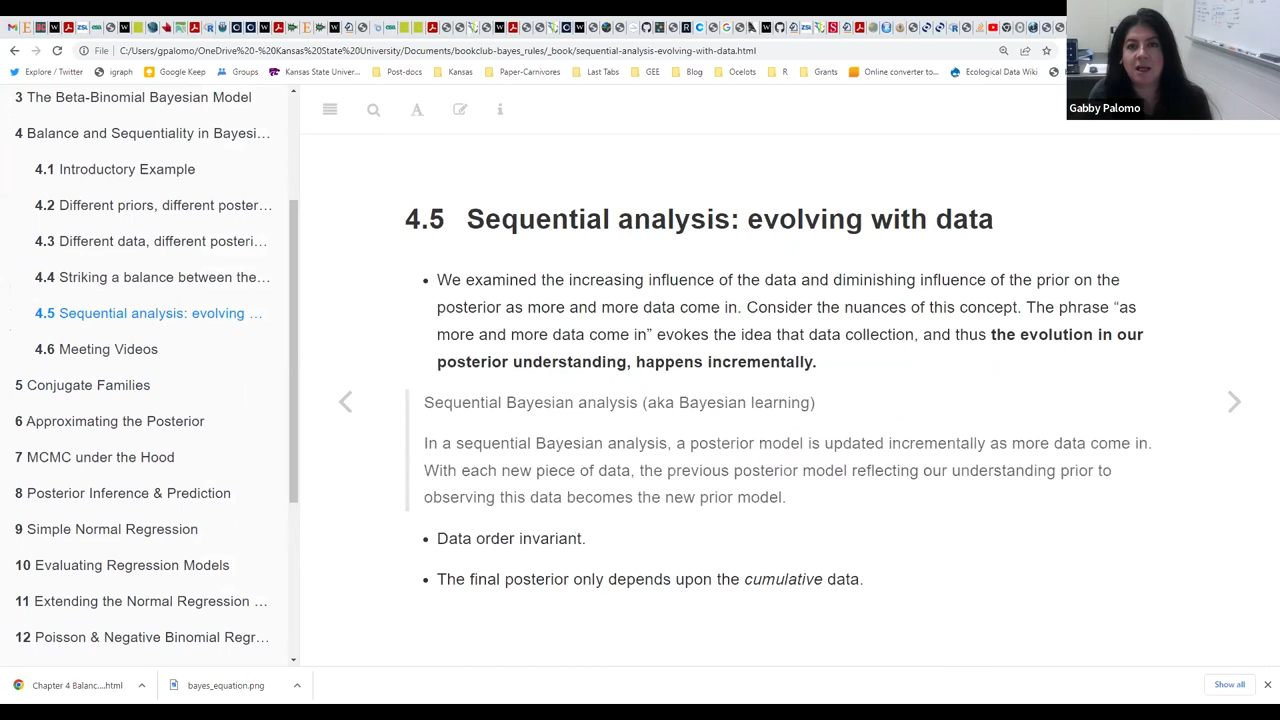 File
C:/Users/gpalomo/OneDrive%20-%20Kansas%20State%20University/Documents/bookclub-bayes_rules/_book/sequential-analysis-evolving-with-data.html
Explore / Twitter
igraph
Google Keep
Groups
Kansas State Univer...
Post-docs
Kansas
Paper-Carnivores
Last Tabs
GEE
Blog
Ocelots
R
Grants
Online converter to...
Ecological Data Wiki
Gabby Palomo
3 The Beta-Binomial Bayesian Model
4 Balance and Sequentiality in Bayesi...
4.1 Introductory Example
4.2 Different priors, different poster...
4.3 Different data, different posteri...
4.4 Striking a balance between the...
4.5 Sequential analysis: evolving ...
4.6 Meeting Videos
5 Conjugate Families
6 Approximating the Posterior
7 MCMC under the Hood
8 Posterior Inference & Prediction
9 Simple Normal Regression
10 Evaluating Regression Models
11 Extending the Normal Regression ...
12 Poisson & Negative Binomial Regr...
4.5 Sequential analysis: evolving with data
• We examined the increasing influence of the data and diminishing influence of the prior on the
posterior as more and more data come in. Consider the nuances of this concept. The phrase “as
more and more data come in” evokes the idea that data collection, and thus the evolution in our
posterior understanding, happens incrementally.
Sequential Bayesian analysis (aka Bayesian learning)
In a sequential Bayesian analysis, a posterior model is updated incrementally as more data come in.
With each new piece of data, the previous posterior model reflecting our understanding prior to
observing this data becomes the new prior model.
• Data order invariant.
• The final posterior only depends upon the cumulative data.
Chapter 4 Balanc....html
bayes_equation.png
Show all